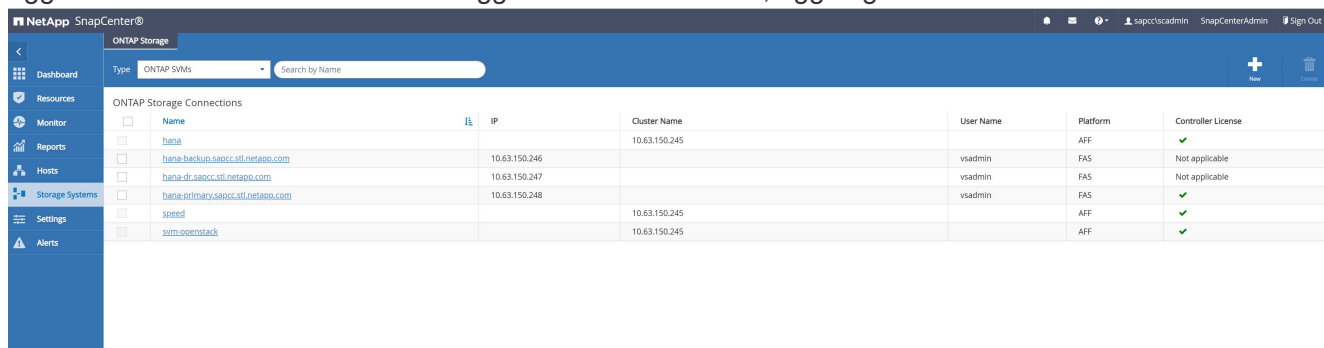 NetApp SnapCenter®
sapcc\scadmin SnapCenterAdmin Sign Out
ONTAP Storage
Type ONTAP SVMs Search by Name
New Delete
Dashboard
Resources
Monitor
Reports
Hosts
Storage Systems
Settings
Alerts
ONTAP Storage Connections
Name IP Cluster Name User Name Platform Controller License
hana 10.63.150.245 AFF
hana-backup.sapcc.stl.netapp.com 10.63.150.246 vsadmin FAS Not applicable
hana-dr.sapcc.stl.netapp.com 10.63.150.247 vsadmin FAS Not applicable
hana-primary.sapcc.stl.netapp.com 10.63.150.248 vsadmin FAS
speed 10.63.150.245 AFF
svm-openstack 10.63.150.245 AFF